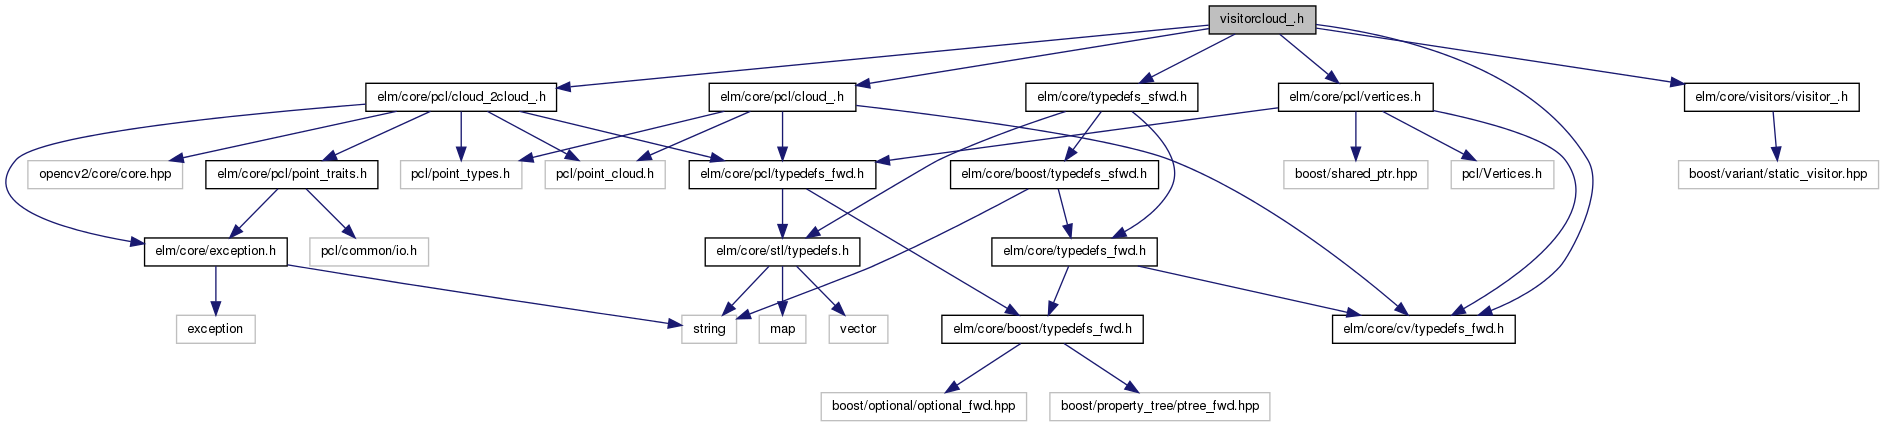 visitorcloud_.h
elm/core/pcl/cloud_2cloud_.h
elm/core/pcl/cloud_.h
elm/core/typedefs_sfwd.h
elm/core/pcl/vertices.h
elm/core/visitors/visitor_.h
opencv2/core/core.hpp
elm/core/pcl/point_traits.h
pcl/point_types.h
pcl/point_cloud.h
elm/core/pcl/typedefs_fwd.h
elm/core/boost/typedefs_sfwd.h
boost/shared_ptr.hpp
pcl/Vertices.h
boost/variant/static_visitor.hpp
elm/core/exception.h
pcl/common/io.h
elm/core/stl/typedefs.h
elm/core/typedefs_fwd.h
exception
string
map
vector
elm/core/boost/typedefs_fwd.h
elm/core/cv/typedefs_fwd.h
boost/optional/optional_fwd.hpp
boost/property_tree/ptree_fwd.hpp